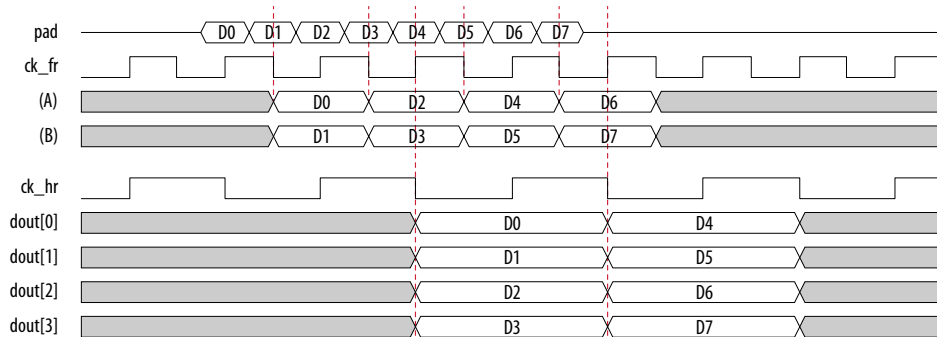 pad D0 D1 D2 D3 D4 D5 D6 D7
ck_fr
(A) D0 D2 D4 D6
(B) D1 D3 D5 D7
ck_hr
dout[0] D0 D4
dout[1] D1 D5
dout[2] D2 D6
dout[3] D3 D7